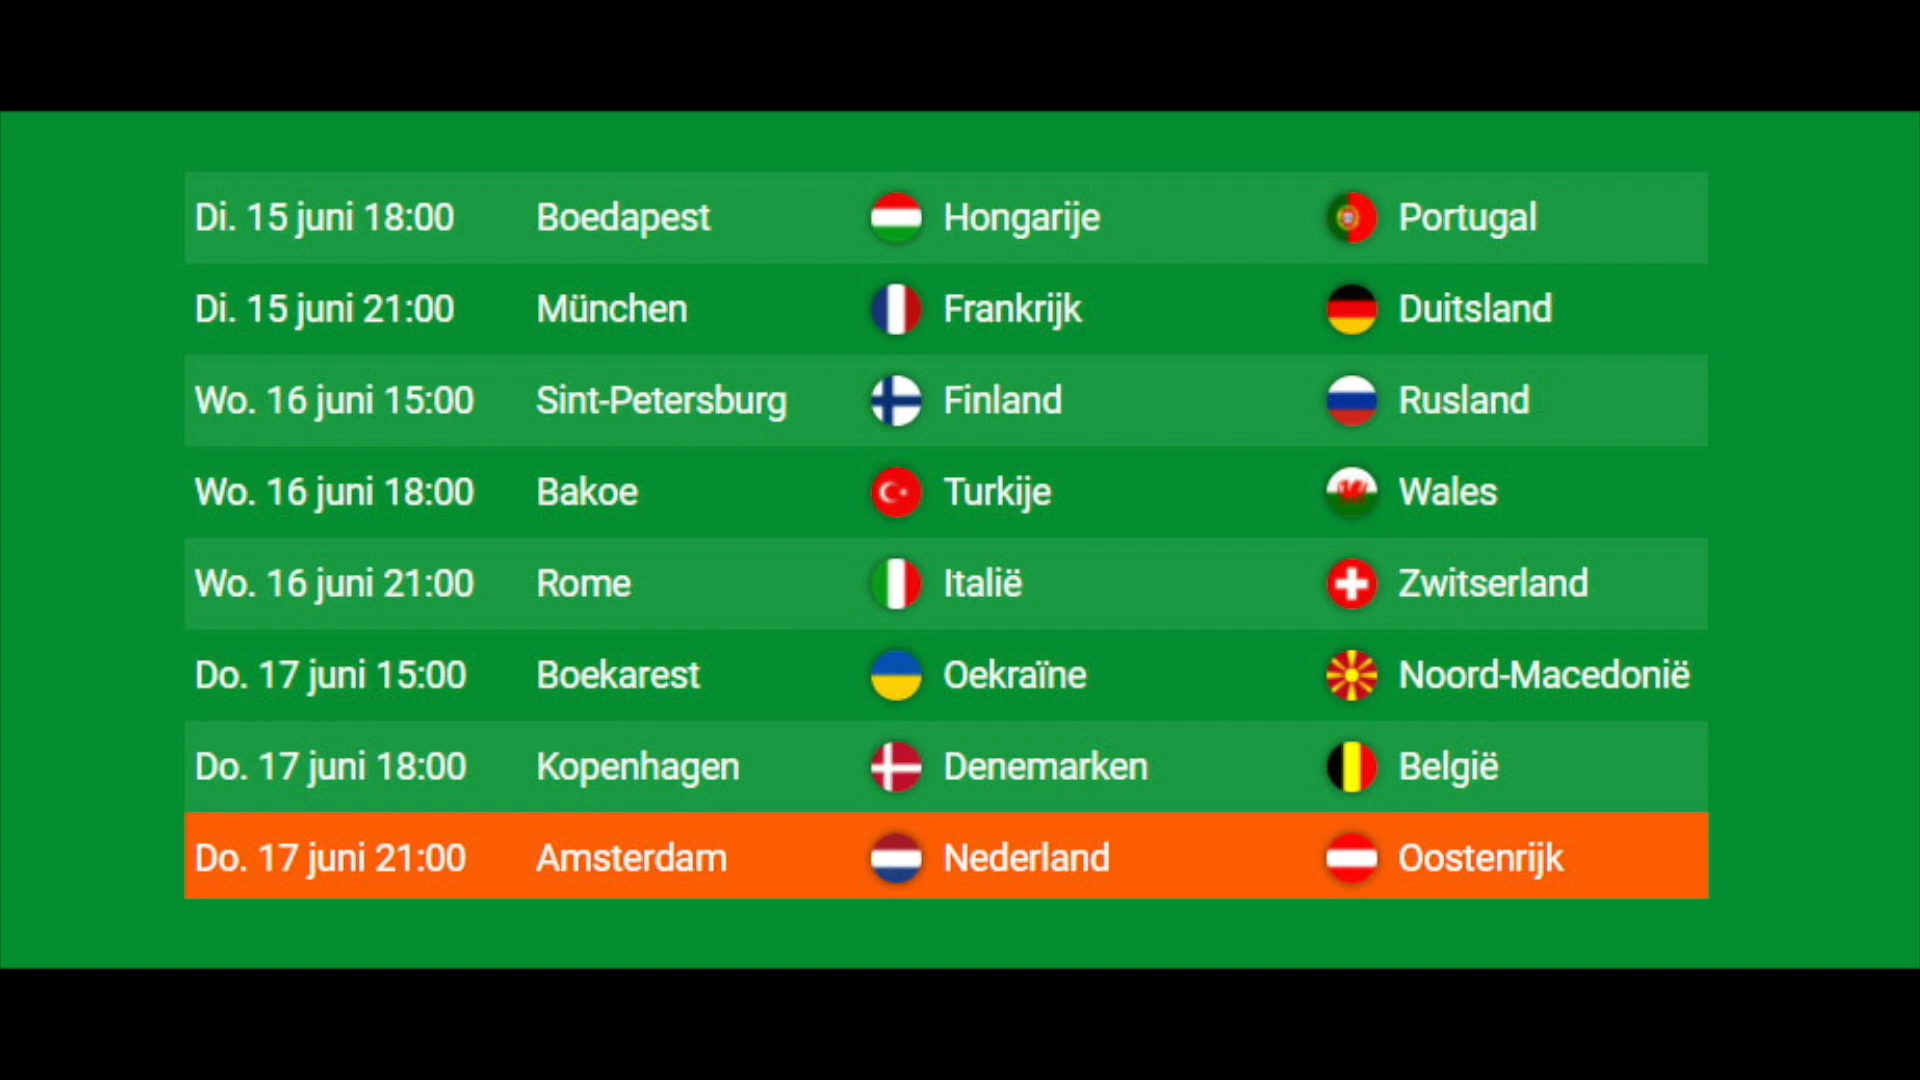 Di. 15 juni 18:00 Boedapest Hongarije Portugal
Di. 15 juni 21:00 München Frankrijk Duitsland
Wo. 16 juni 15:00 Sint-Petersburg Finland Rusland
Wo. 16 juni 18:00 Bakoe Turkije Wales
Wo. 16 juni 21:00 Rome Italië Zwitserland
Do. 17 juni 15:00 Boekarest Oekraïne Noord-Macedonië
Do. 17 juni 18:00 Kopenhagen Denemarken België
Do. 17 juni 21:00 Amsterdam Nederland Oostenrijk